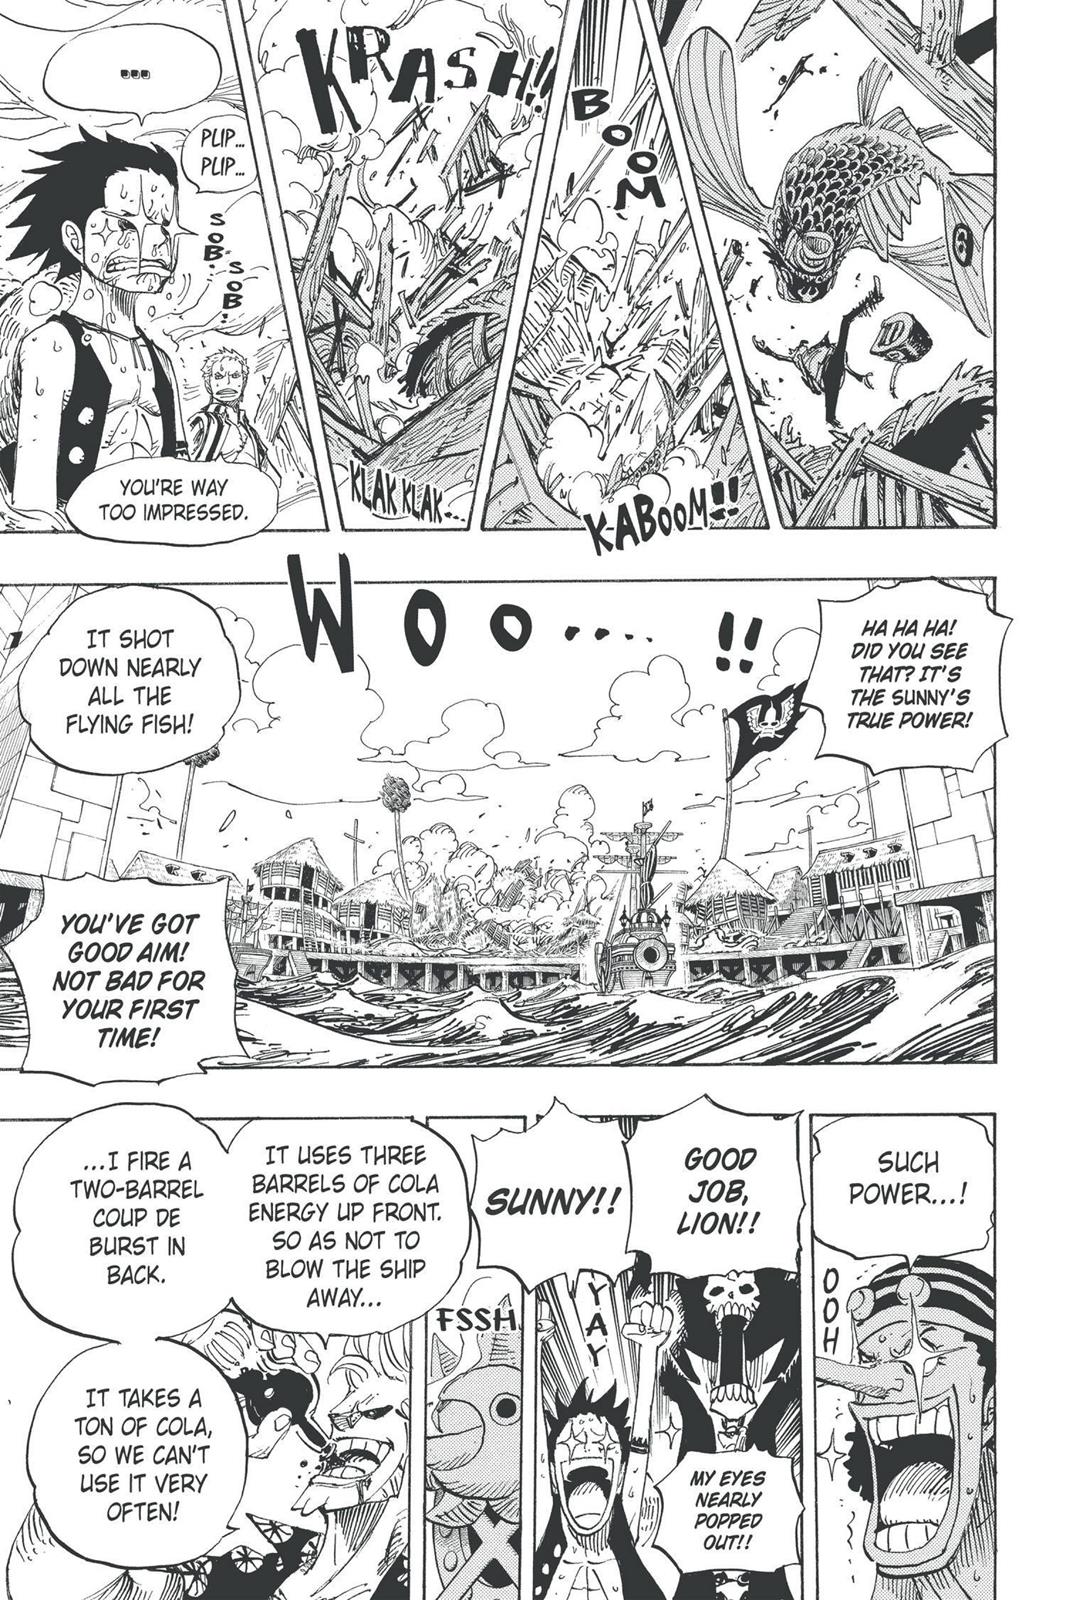 D
6
BOOM
KABOOM!!
KRASH!!
KLAK KLAK...
...
PLIP...
PLIP...
SOB...
SOB...
YOU'RE WAY
TOO IMPRESSED.
HA HA HA!
DID YOU SEE
THAT? IT'S
THE SUNNY'S
TRUE POWER!
WOO....!!
IT SHOT
DOWN NEARLY
ALL THE
FLYING FISH!
YOU'VE GOT
GOOD AIM!
NOT BAD FOR
YOUR FIRST
TIME!
SUCH
POWER...!
OOH
GOOD
JOB,
LION!!
SUNNY!!
YAY
MY EYES
NEARLY
POPPED
OUT!!
FSSH
IT USES THREE
BARRELS OF COLA
ENERGY UP FRONT.
SO AS NOT TO
BLOW THE SHIP
AWAY...
...I FIRE A
TWO-BARREL
COUP DE
BURST IN
BACK.
IT TAKES A
TON OF COLA,
SO WE CAN'T
USE IT VERY
OFTEN!